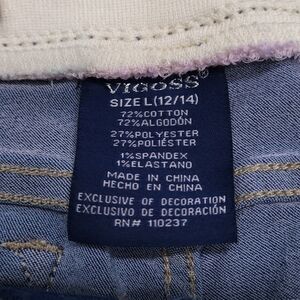 VIGOSS®
SIZE L (12/14)
72%COTTON
72%ALGODÓN
27%POLYESTER
27%POLIÉSTER
1%SPANDEX
1%ELASTANO
MADE IN CHINA
HECHO EN CHINA
EXCLUSIVE OF DECORATION
EXCLUSIVO DE DECORACIÓN
RN# 110237